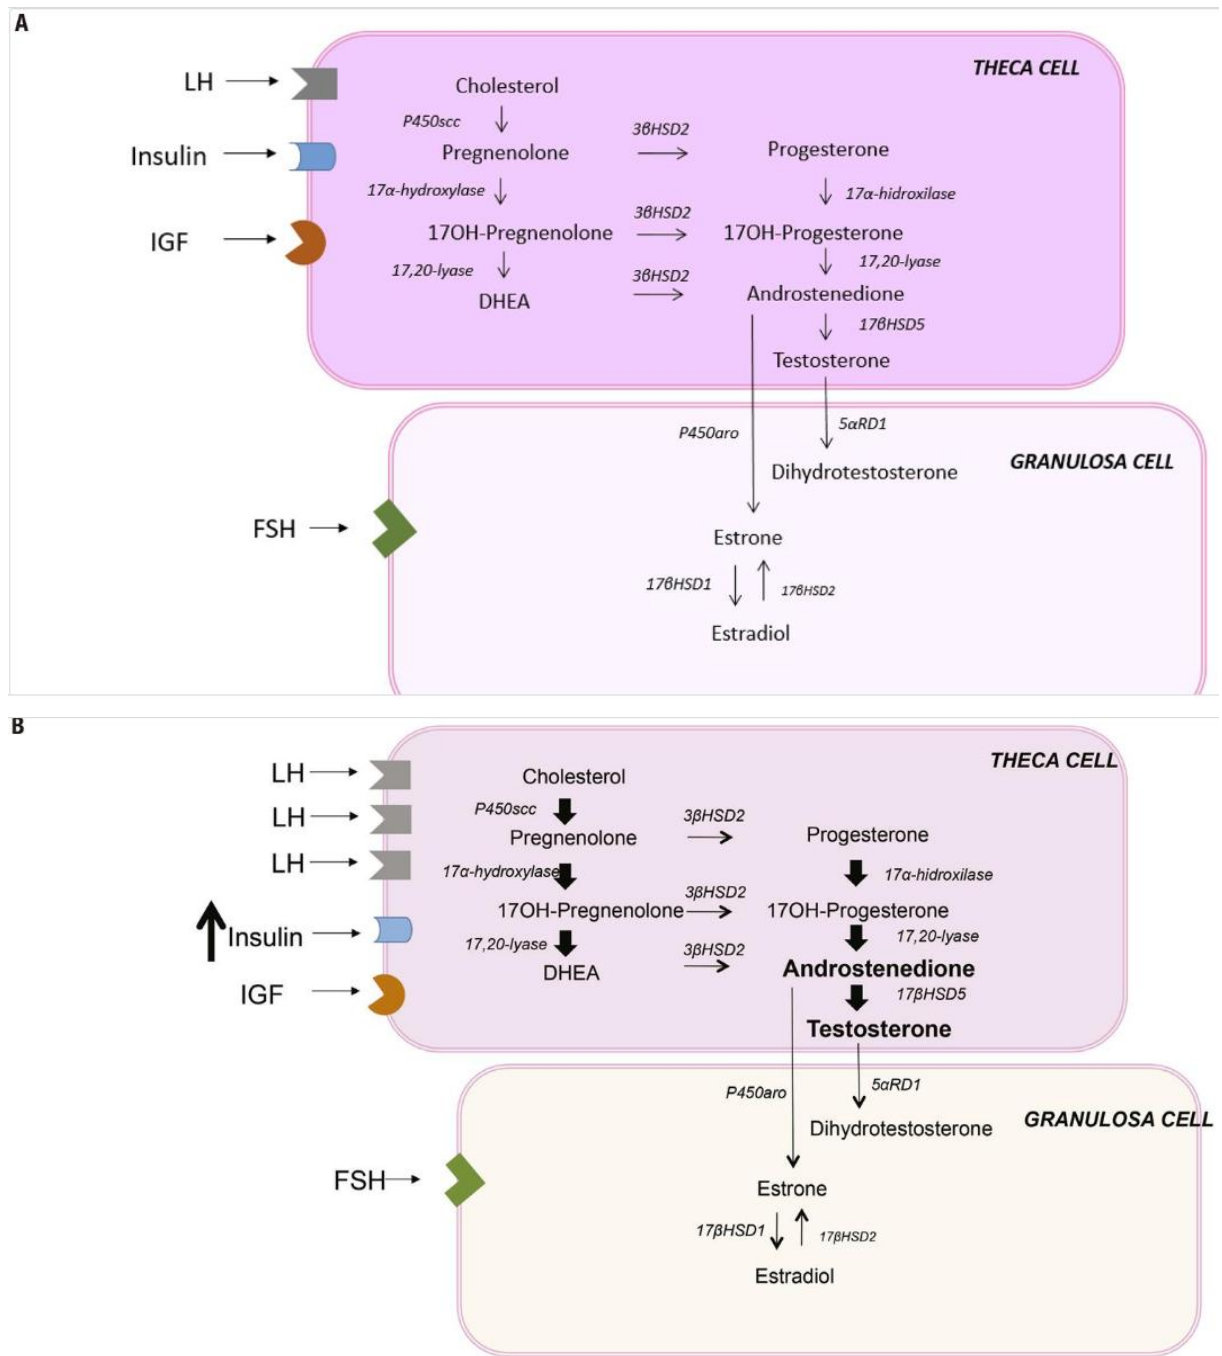 A
THECA CELL
LH
Cholesterol
P450scc
3βHSD2
Insulin
Pregnenolone
Progesterone
17α-hydroxylase
17α-hidroxilase
3βHSD2
IGF
17OH-Pregnenolone
17OH-Progesterone
17,20-lyase
3βHSD2
17,20-lyase
DHEA
Androstenedione
17βHSD5
Testosterone
P450aro
5αRD1
GRANULOSA CELL
Dihydrotestosterone
FSH
Estrone
17βHSD1
17βHSD2
Estradiol
B
THECA CELL
LH
Cholesterol
P450scc
3βHSD2
LH
Pregnenolone
Progesterone
LH
17α-hydroxylase
17α-hidroxilase
3βHSD2
17OH-Pregnenolone
17OH-Progesterone
Insulin
17,20-lyase
3βHSD2
17,20-lyase
DHEA
Androstenedione
IGF
17βHSD5
Testosterone
P450aro
5αRD1
Dihydrotestosterone
GRANULOSA CELL
FSH
Estrone
17βHSD1
17βHSD2
Estradiol